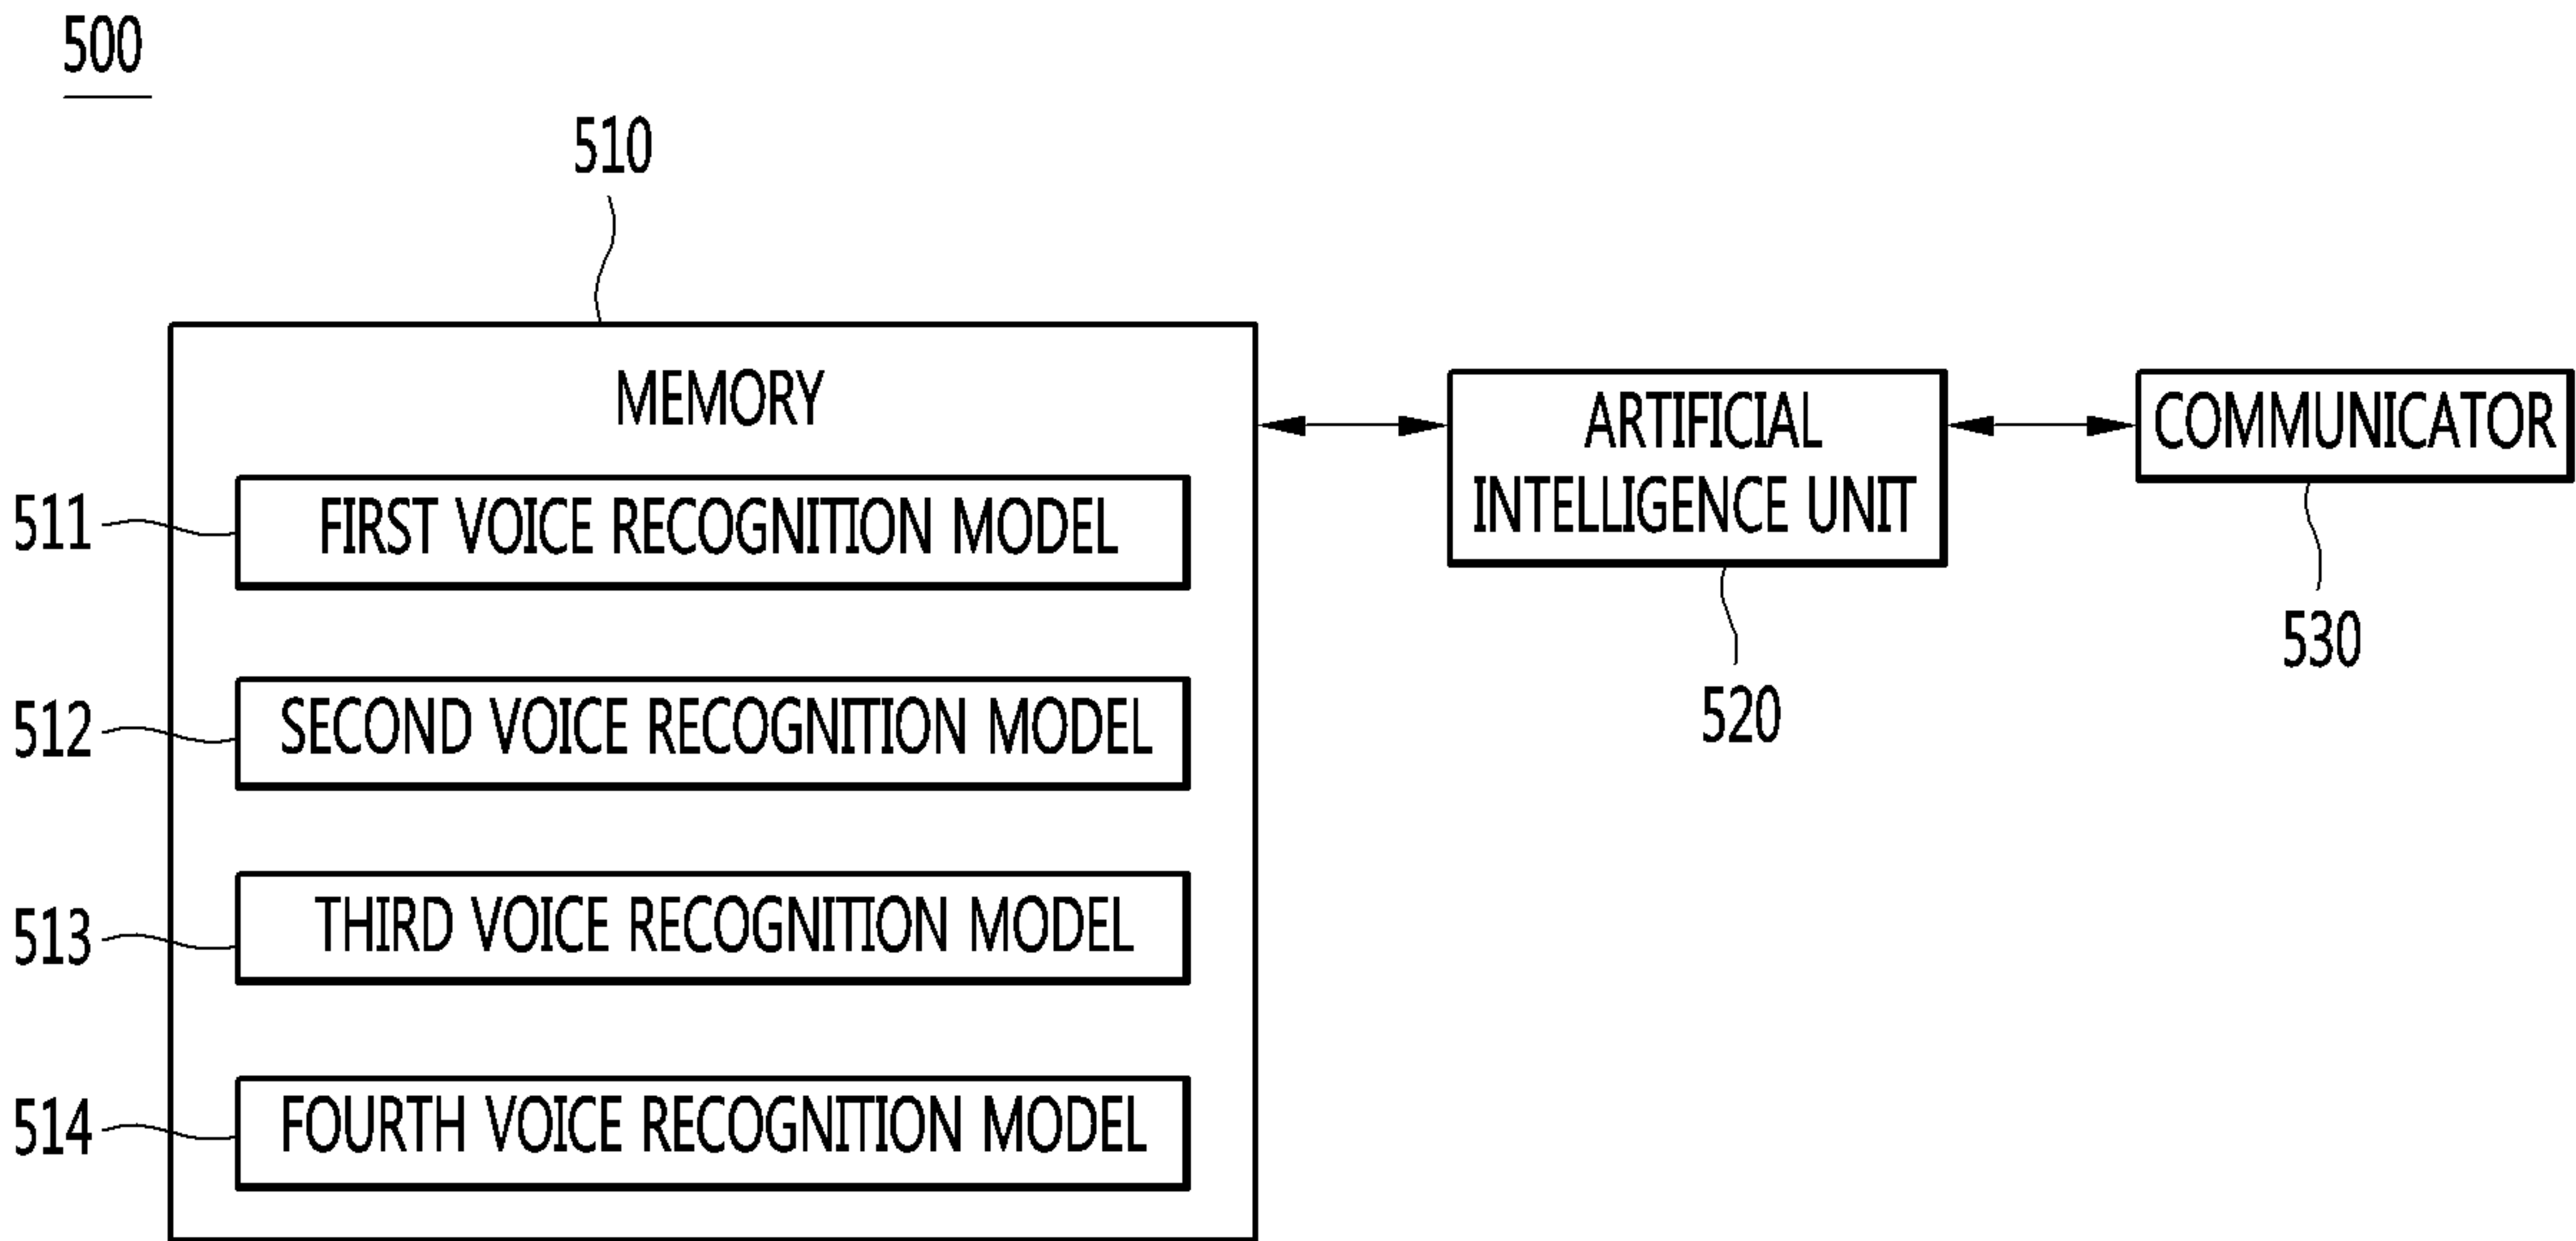 500
510
MEMORY
511
FIRST VOICE RECOGNITION MODEL
512
SECOND VOICE RECOGNITION MODEL
513
THIRD VOICE RECOGNITION MODEL
514
FOURTH VOICE RECOGNITION MODEL
ARTIFICIAL
INTELLIGENCE UNIT
520
COMMUNICATOR
530